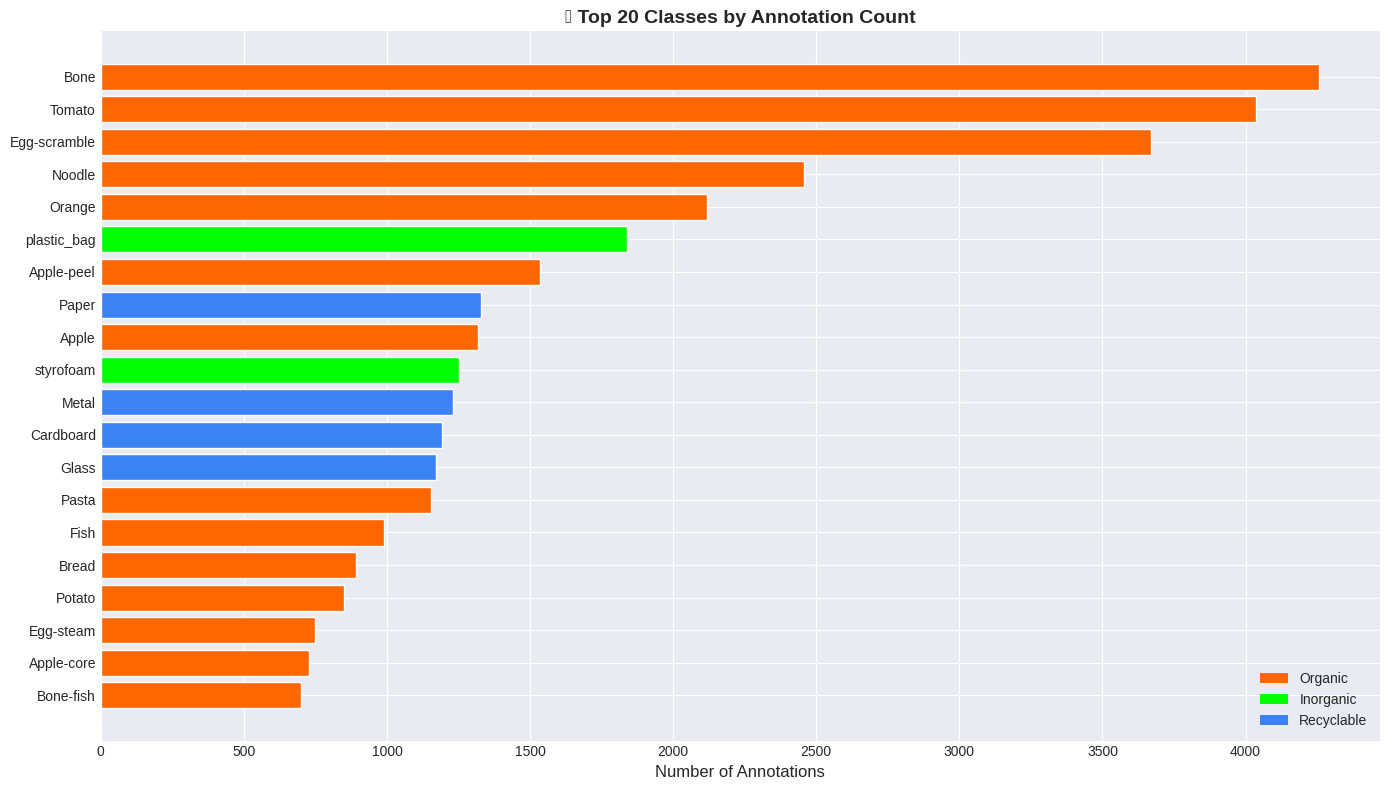 Top 20 Classes by Annotation Count
Bone
Tomato
Egg-scramble
Noodle
Orange
plastic_bag
Apple-peel
Paper
Apple
styrofoam
Metal
Cardboard
Glass
Pasta
Fish
Bread
Potato
Egg-steam
Apple-core
Bone-fish
Organic
Inorganic
Recyclable
0 500 1000 1500 2000 2500 3000 3500 4000
Number of Annotations